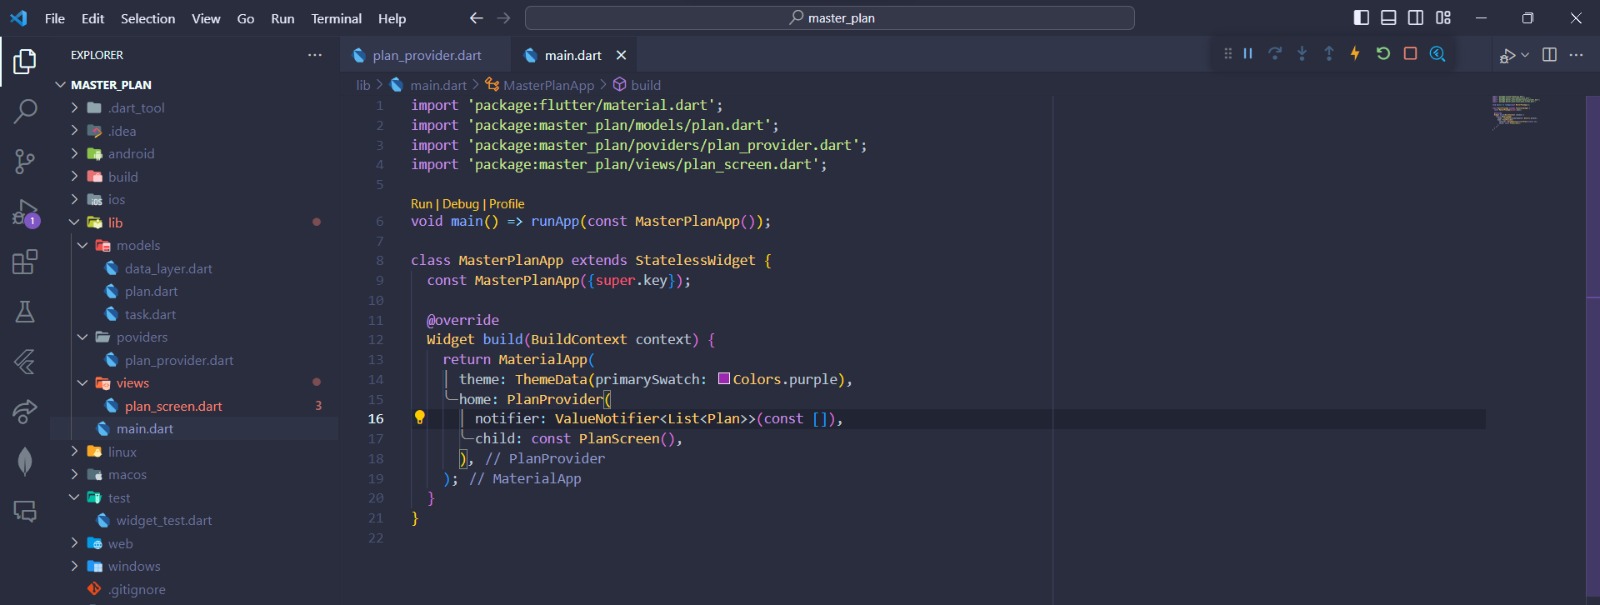 File Edit Selection View Go Run Terminal Help
master_plan
EXPLORER
MASTER_PLAN
.dart_tool
.idea
android
build
ios
lib
models
data_layer.dart
plan.dart
task.dart
poviders
plan_provider.dart
views
plan_screen.dart 3
main.dart
linux
macos
test
widget_test.dart
web
windows
.gitignore
1
plan_provider.dart main.dart
lib > main.dart > MasterPlanApp > build
1 import 'package:flutter/material.dart';
2 import 'package:master_plan/models/plan.dart';
3 import 'package:master_plan/poviders/plan_provider.dart';
4 import 'package:master_plan/views/plan_screen.dart';
5
Run | Debug | Profile
6 void main() => runApp(const MasterPlanApp());
7
8 class MasterPlanApp extends StatelessWidget {
9 const MasterPlanApp({super.key});
10
11 @override
12 Widget build(BuildContext context) {
13 return MaterialApp(
14 theme: ThemeData(primarySwatch: Colors.purple),
15 home: PlanProvider(
16 notifier: ValueNotifier<List<Plan>>(const []),
17 child: const PlanScreen(),
18 ), // PlanProvider
19 ); // MaterialApp
20 }
21 }
22